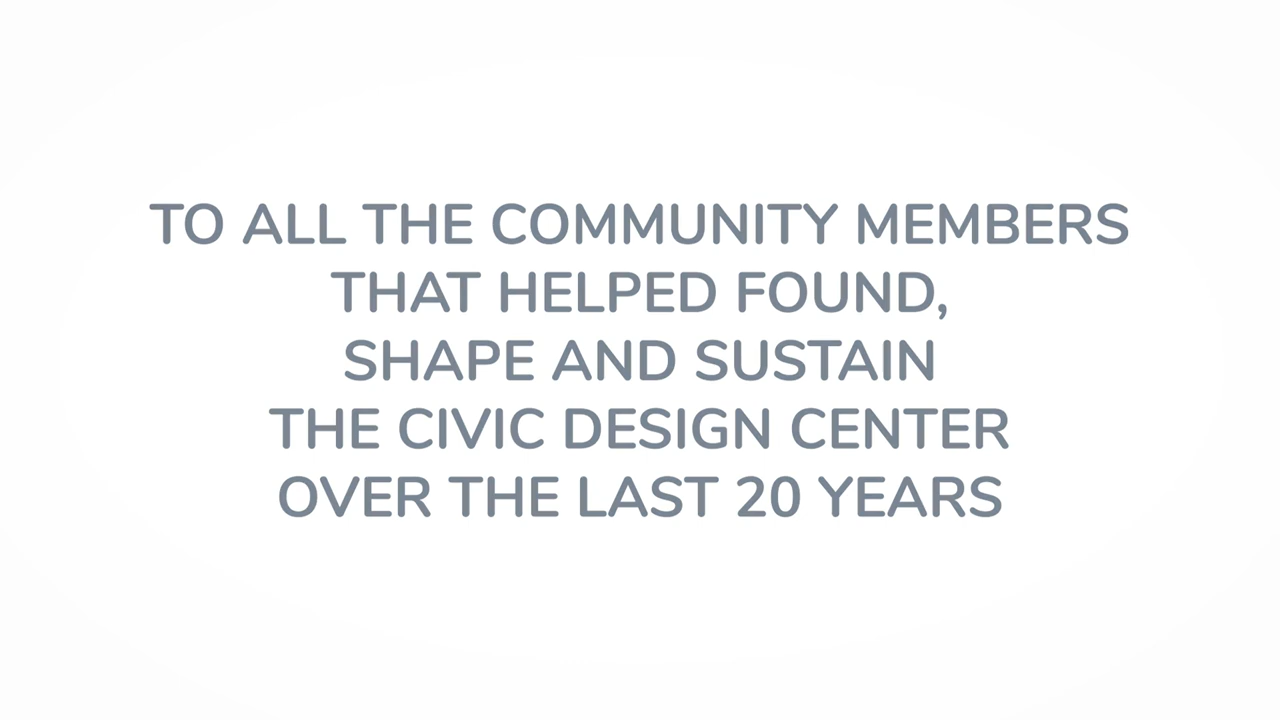 TO ALL THE COMMUNITY MEMBERS
THAT HELPED FOUND,
SHAPE AND SUSTAIN
THE CIVIC DESIGN CENTER
OVER THE LAST 20 YEARS